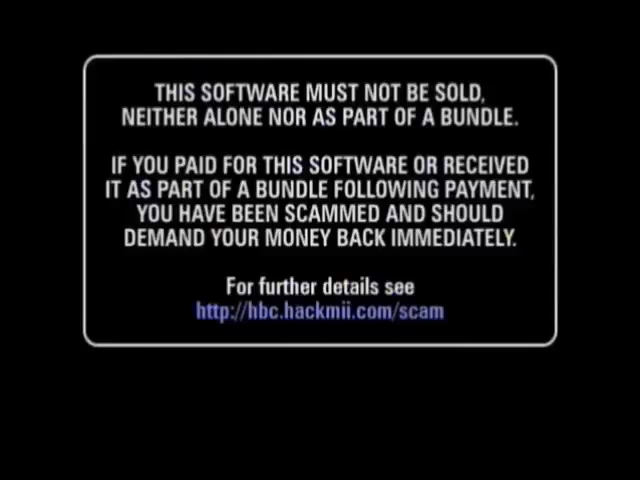 THIS SOFTWARE MUST NOT BE SOLD,
NEITHER ALONE NOR AS PART OF A BUNDLE.
IF YOU PAID FOR THIS SOFTWARE OR RECEIVED
IT AS PART OF A BUNDLE FOLLOWING PAYMENT,
YOU HAVE BEEN SCAMMED AND SHOULD
DEMAND YOUR MONEY BACK IMMEDIATELY.
For further details see
http://hbc.hackmii.com/scam